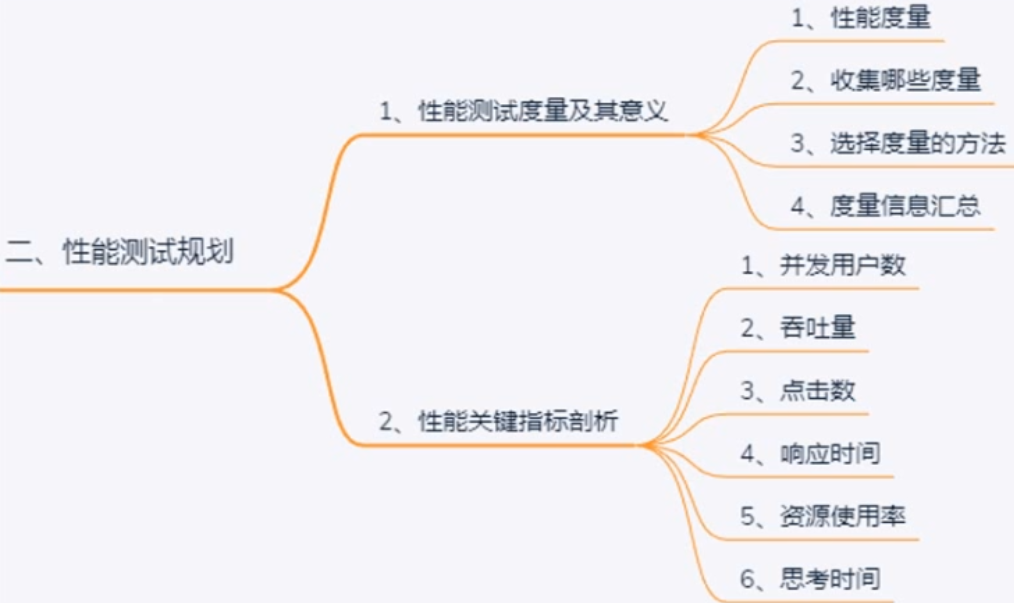 二、性能测试规划
1、性能测试度量及其意义
1、性能度量
2、收集哪些度量
3、选择度量的方法
4、度量信息汇总
2、性能关键指标剖析
1、并发用户数
2、吞吐量
3、点击数
4、响应时间
5、资源使用率
6、思考时间